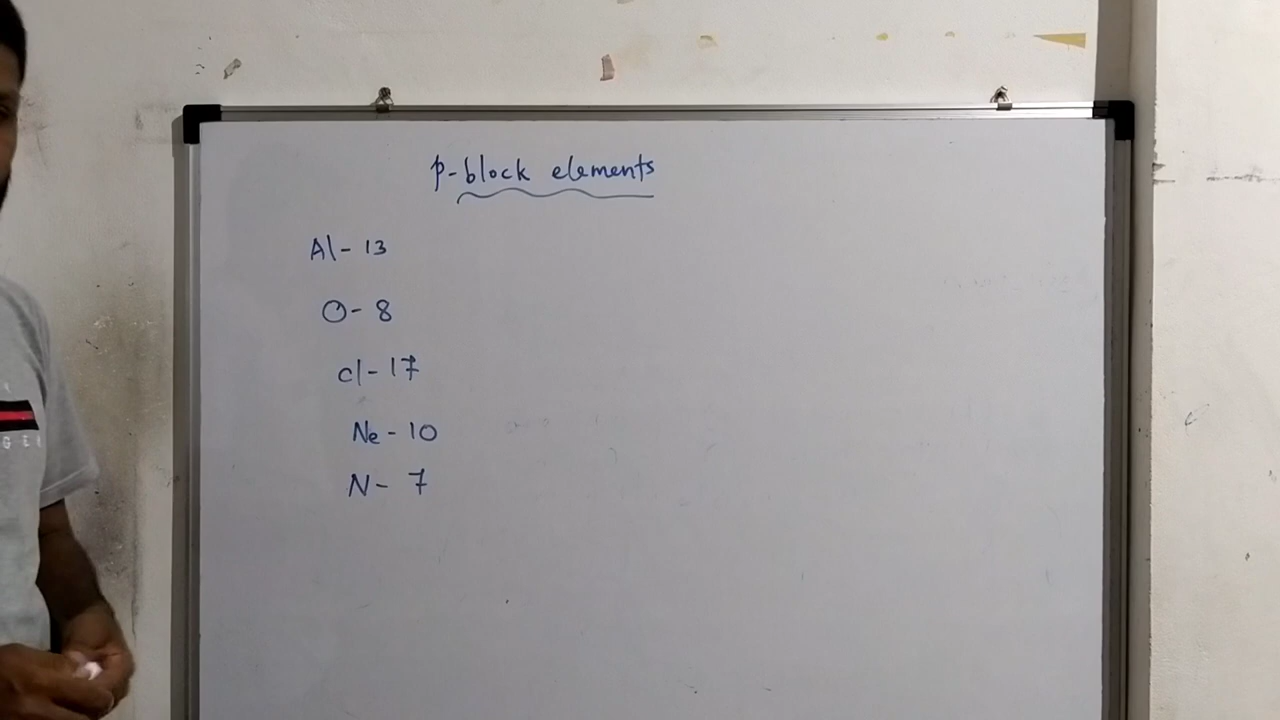 p-block elements
Al - 13
O - 8
Cl - 17
Ne - 10
N - 7